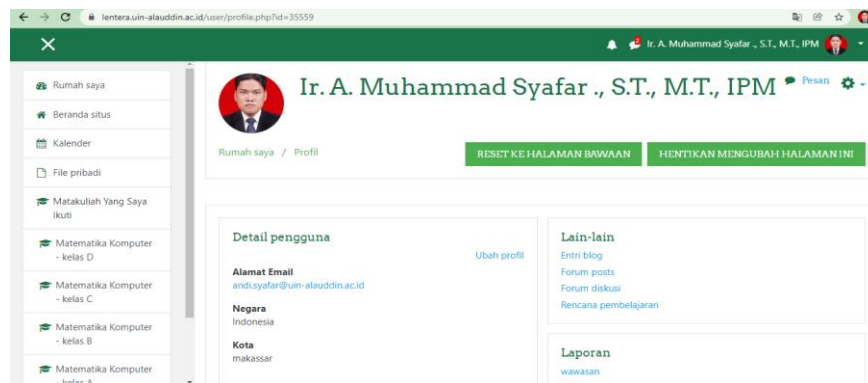 lentera.uin-alauddin.ac.id/user/profile.php?id=35559
2
Ir. A. Muhammad Syafar ., S.T., M.T., IPM
Rumah saya
Beranda situs
Kalender
File pribadi
Matakuliah Yang Saya
Ikuti
Matematika Komputer
- kelas D
Matematika Komputer
- kelas C
Matematika Komputer
- kelas B
Matematika Komputer
- kelas A
Ir. A. Muhammad Syafar ., S.T., M.T., IPM
Pesan
Rumah saya / Profil
RESET KE HALAMAN BAWAAN
HENTIKAN MENGUBAH HALAMAN INI
Detail pengguna
Ubah profil
Alamat Email
andi.syafar@uin-alauddin.ac.id
Negara
Indonesia
Kota
makassar
Lain-lain
Entri blog
Forum posts
Forum diskusi
Rencana pembelajaran
Laporan
wawasan